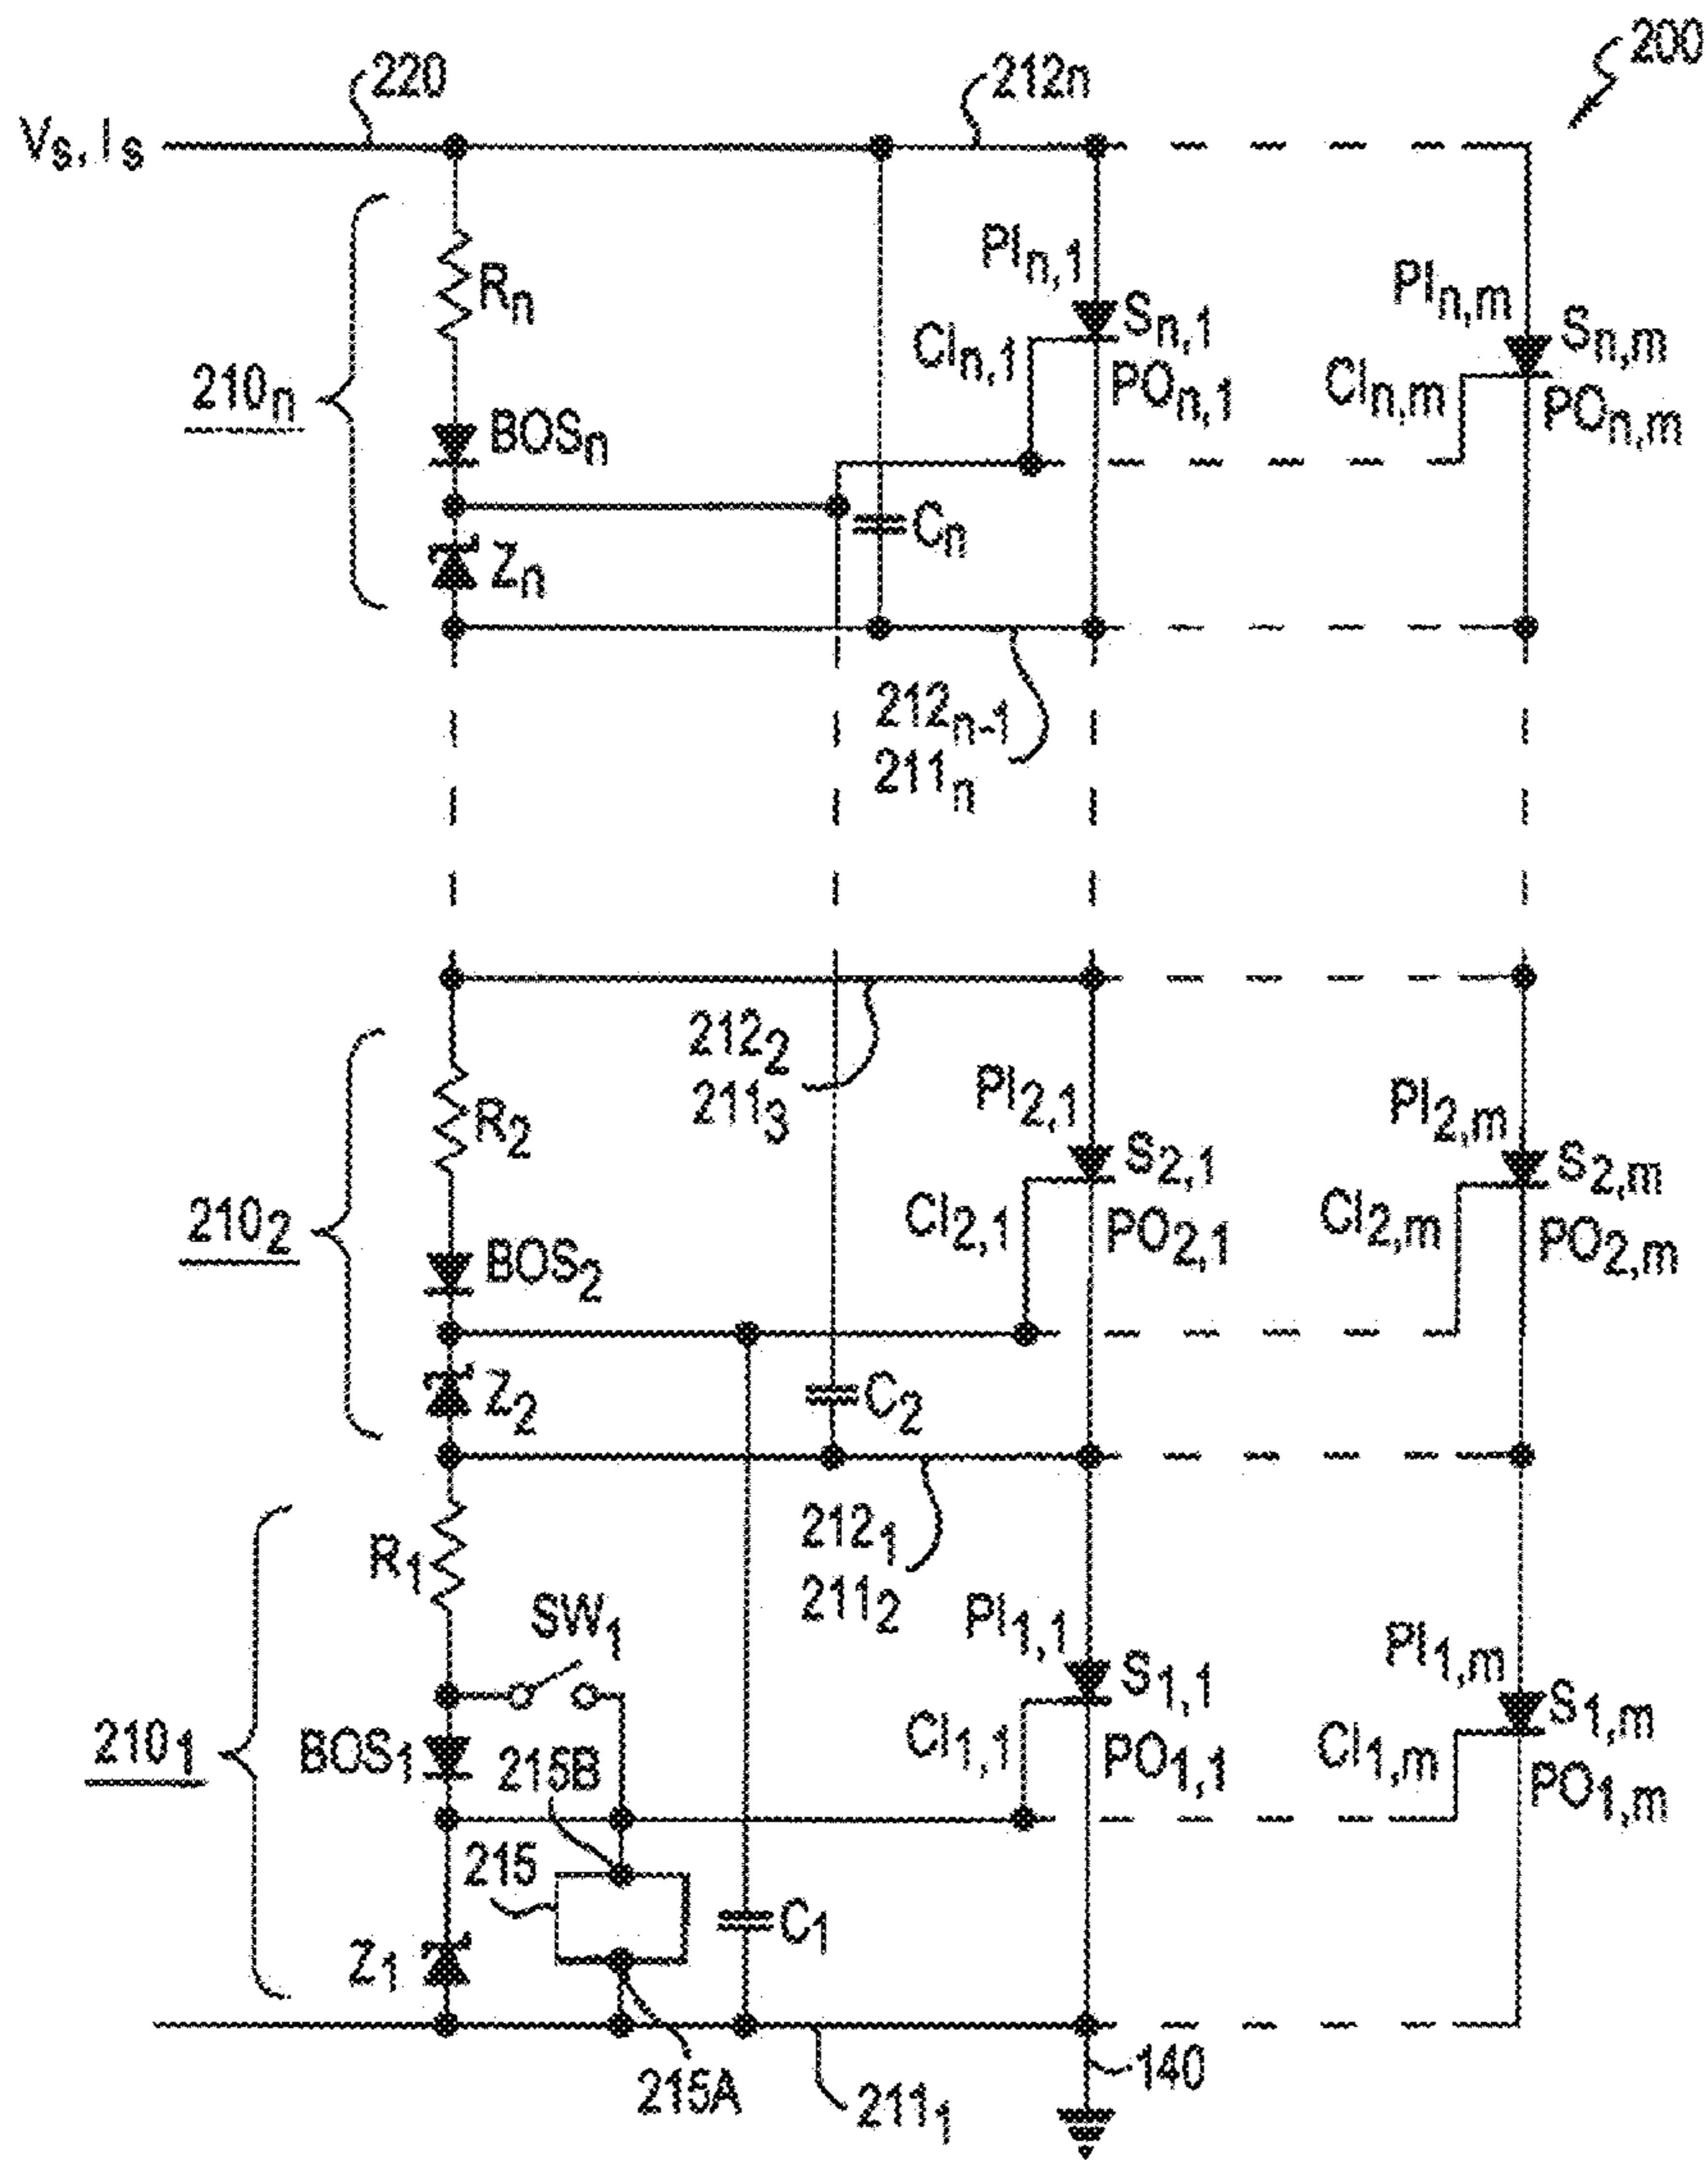 200
220
212n
Vs, Is
PIn,1
Rn
Sn,1
PIn,m
Sn,m
CIn,1
POn,1
CIn,m
POn,m
210n
BOSn
Cn
Zn
212n-1
211n
2122
2113
PI2,1
PI2,m
R2
S2,1
S2,m
2102
CI2,1
PO2,1
CI2,m
PO2,m
BOS2
Z2
C2
2121
2112
R1
SW1
PI1,1
PI1,m
S1,1
S1,m
2101
BOS1
215B
CI1,1
PO1,1
CI1,m
PO1,m
215
C1
Z1
215A
2111
140